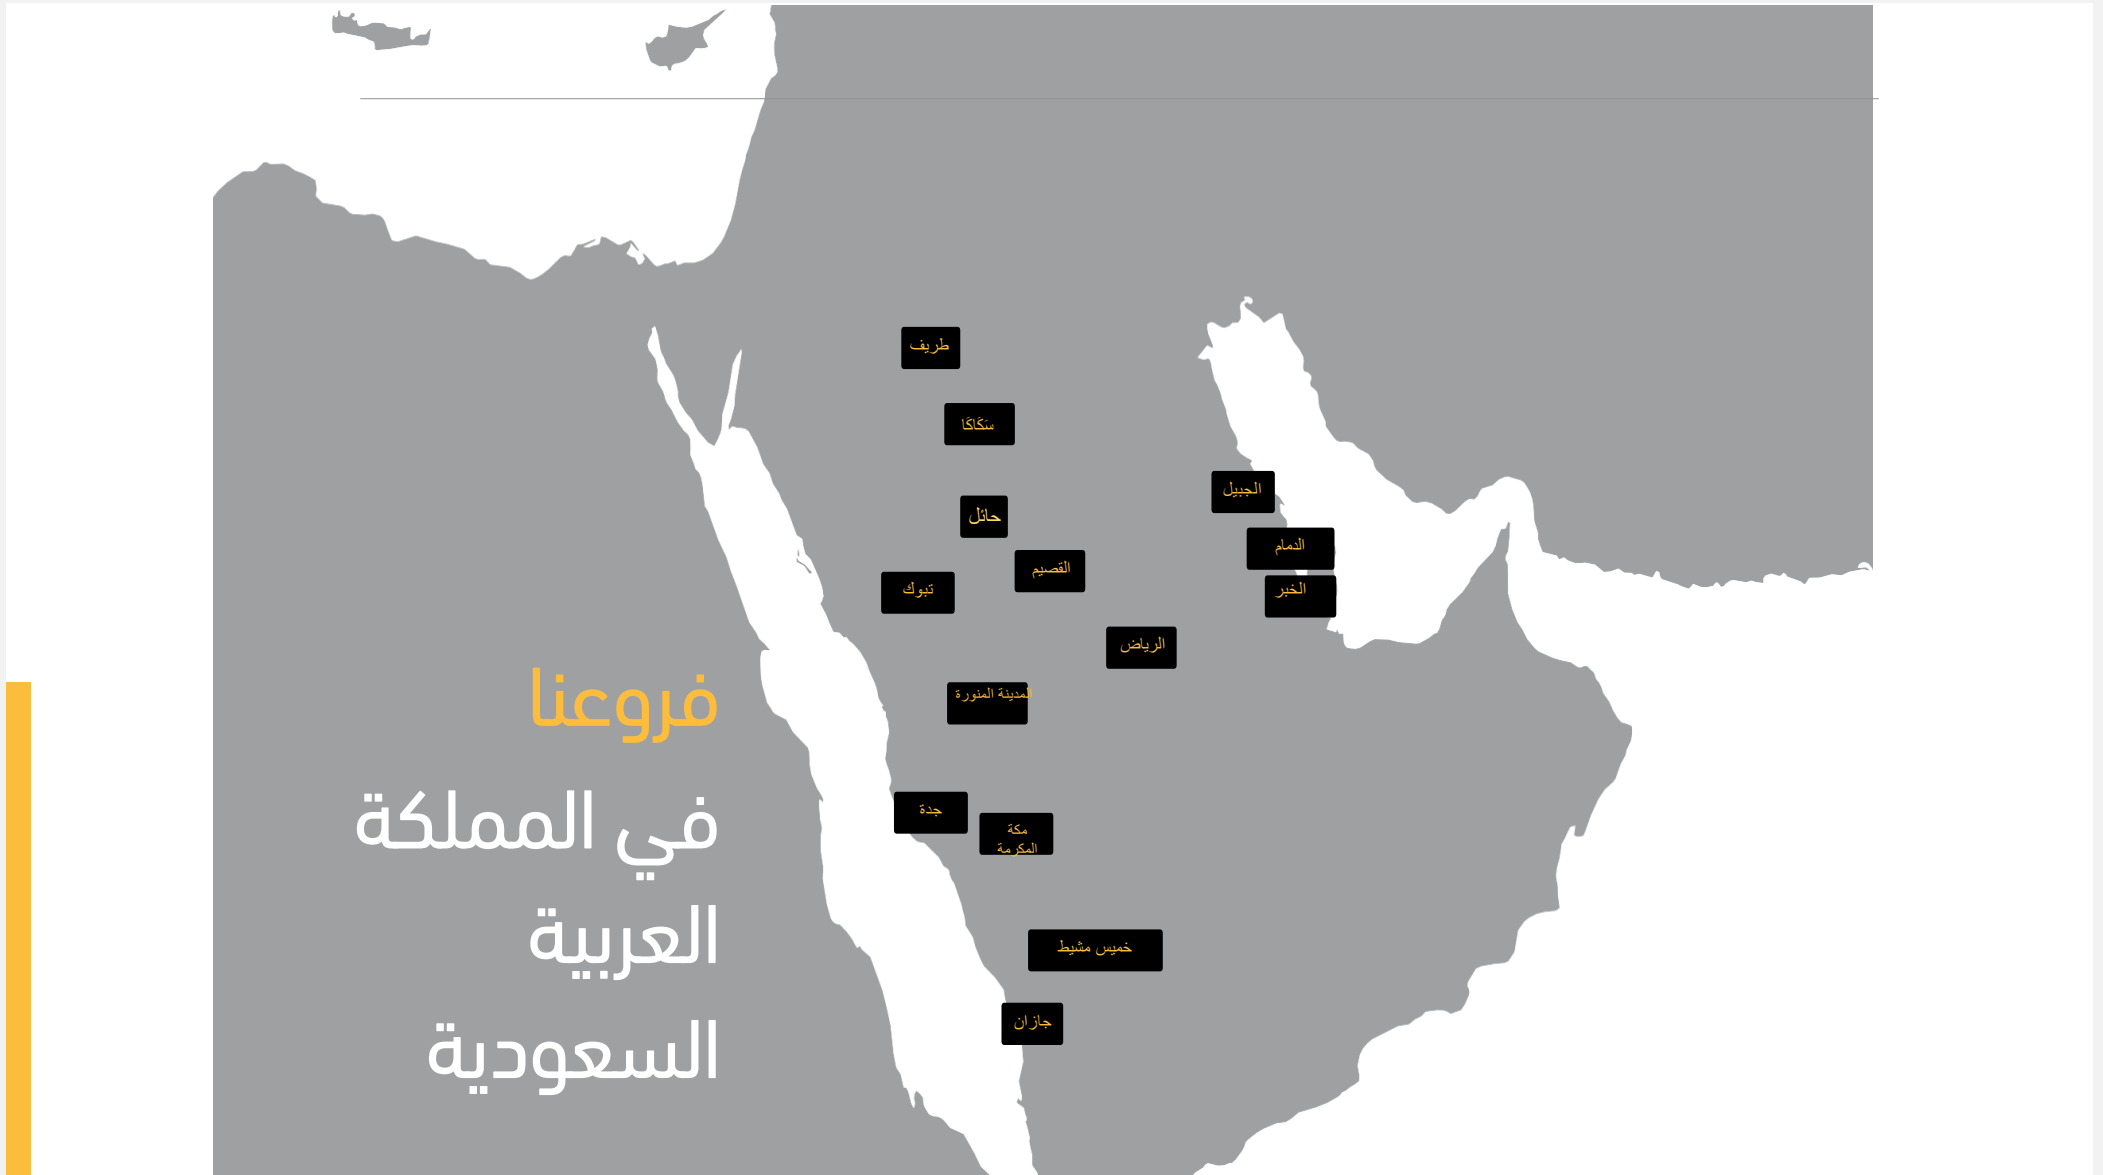 طريف
سَكَاكَا
الجبيل
حائل
الدمام
القصيم
تبوك
الخبر
الرياض
المدينة المنورة
جدة
مكة
المكرمة
خميس مشيط
جازان
فروعنا
في المملكة
العربية
السعودية